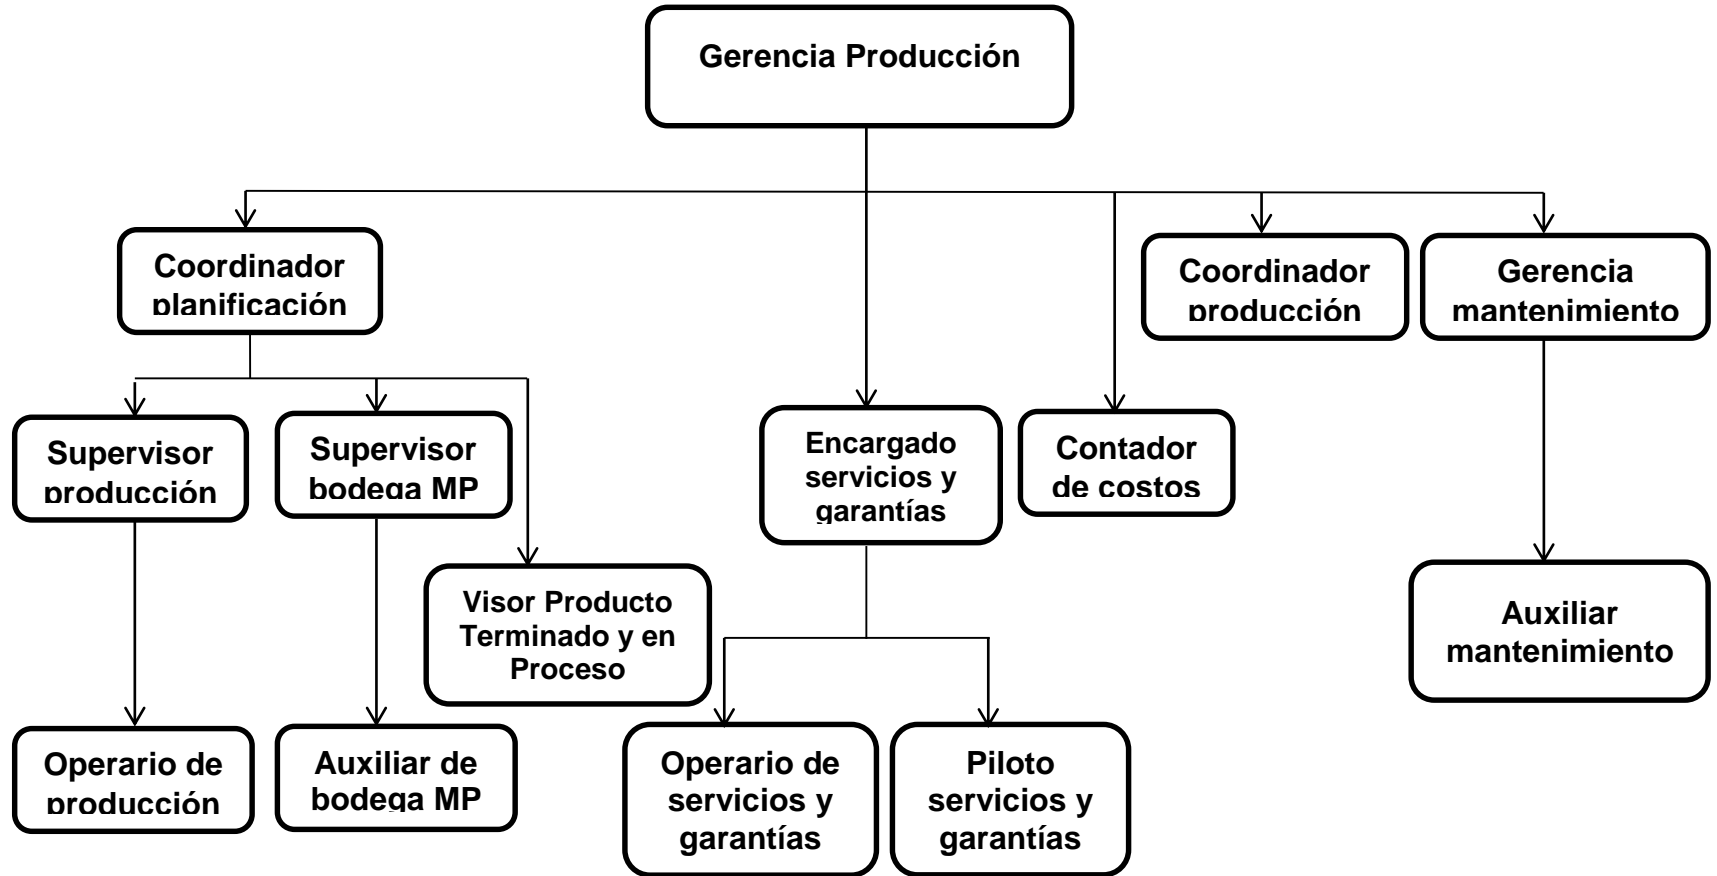 Gerencia Producción
Coordinador
planificación
Coordinador
producción
Gerencia
mantenimiento
Supervisor
producción
Supervisor
bodega MP
Encargado
servicios y
garantías
Contador
de costos
Visor Producto
Terminado y en
Proceso
Auxiliar
mantenimiento
Operario de
producción
Auxiliar de
bodega MP
Operario de
servicios y
garantías
Piloto
servicios y
garantías